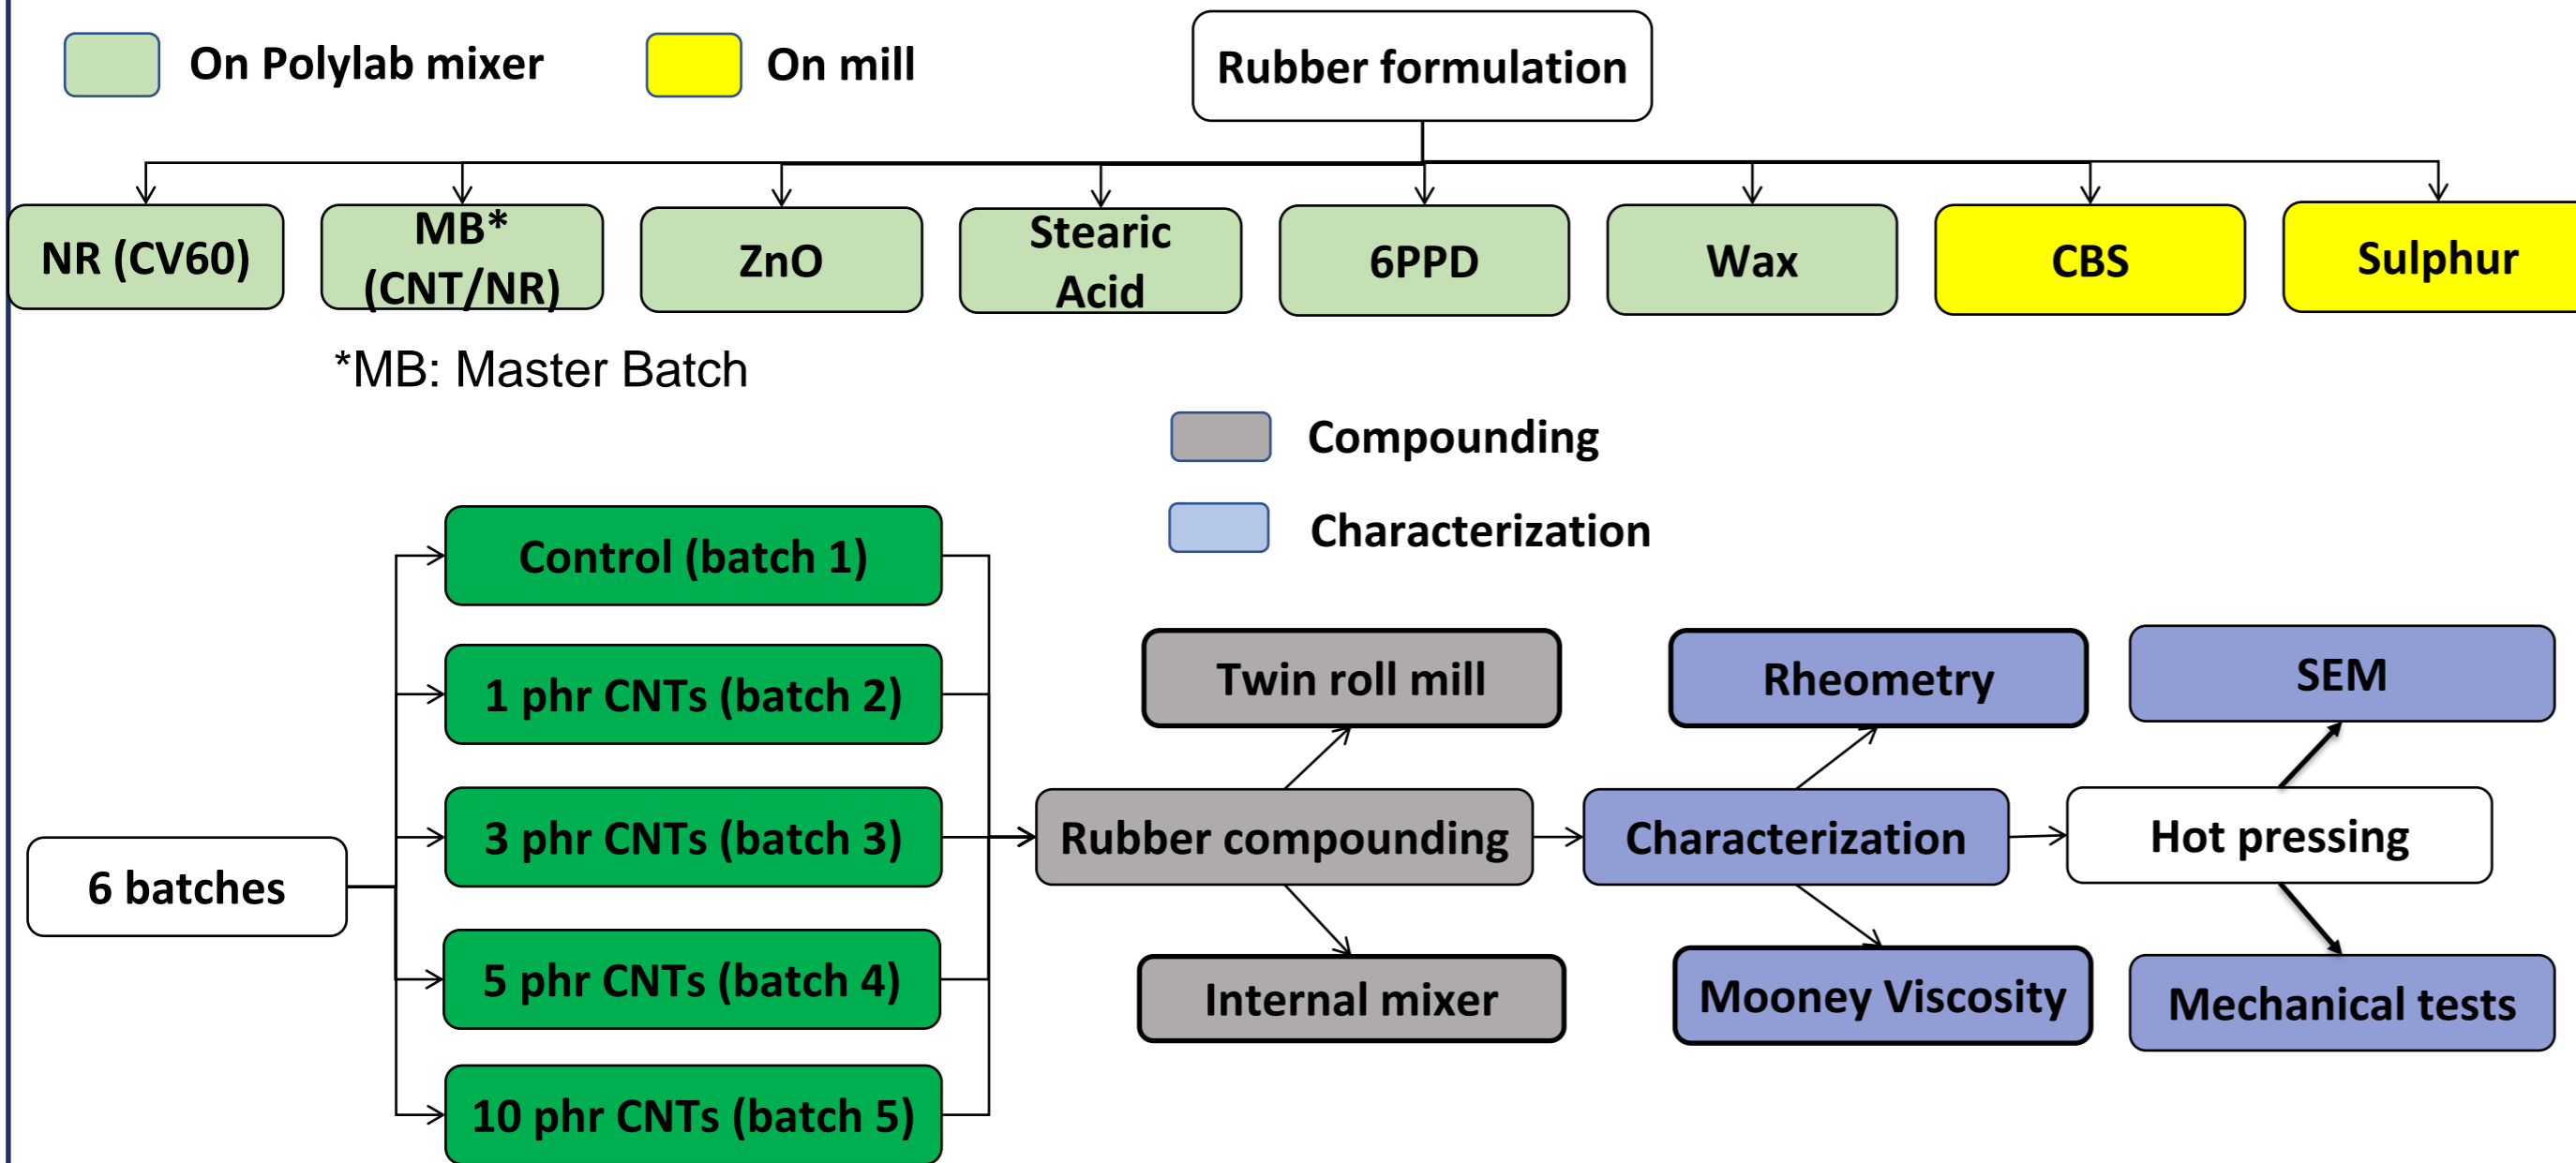 On Polylab mixer
On mill
Rubber formulation
NR (CV60)
MB*
(CNT/NR)
ZnO
Stearic
Acid
6PPD
Wax
CBS
Sulphur
*MB: Master Batch
Compounding
Characterization
6 batches
Control (batch 1)
1 phr CNTs (batch 2)
3 phr CNTs (batch 3)
5 phr CNTs (batch 4)
10 phr CNTs (batch 5)
Twin roll mill
Rubber compounding
Internal mixer
Rheometry
Characterization
Mooney Viscosity
SEM
Hot pressing
Mechanical tests